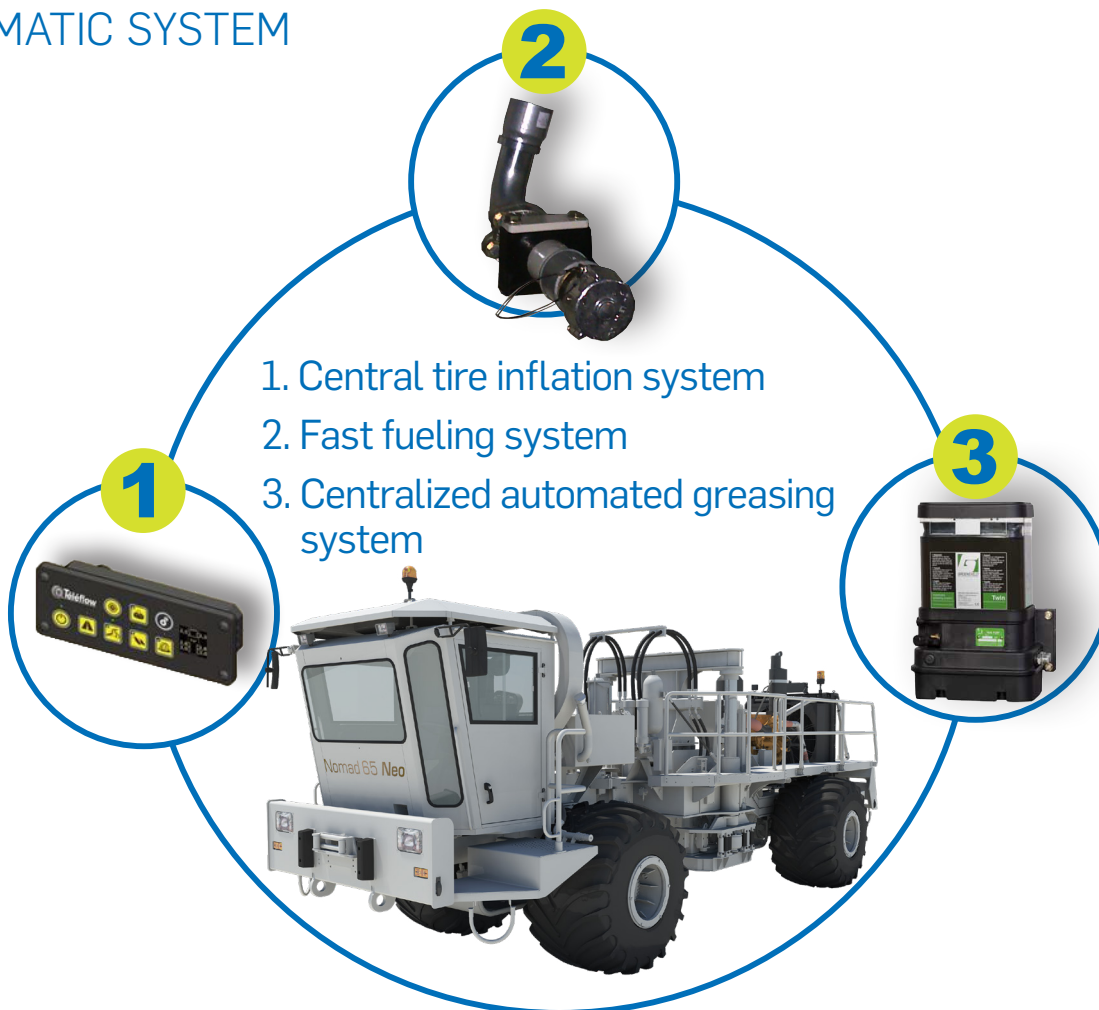 MATIC SYSTEM
2
1. Central tire inflation system
2. Fast fueling system
3. Centralized automated greasing
system
1
3
Téléflow
Twin
Nomad 65 Neo